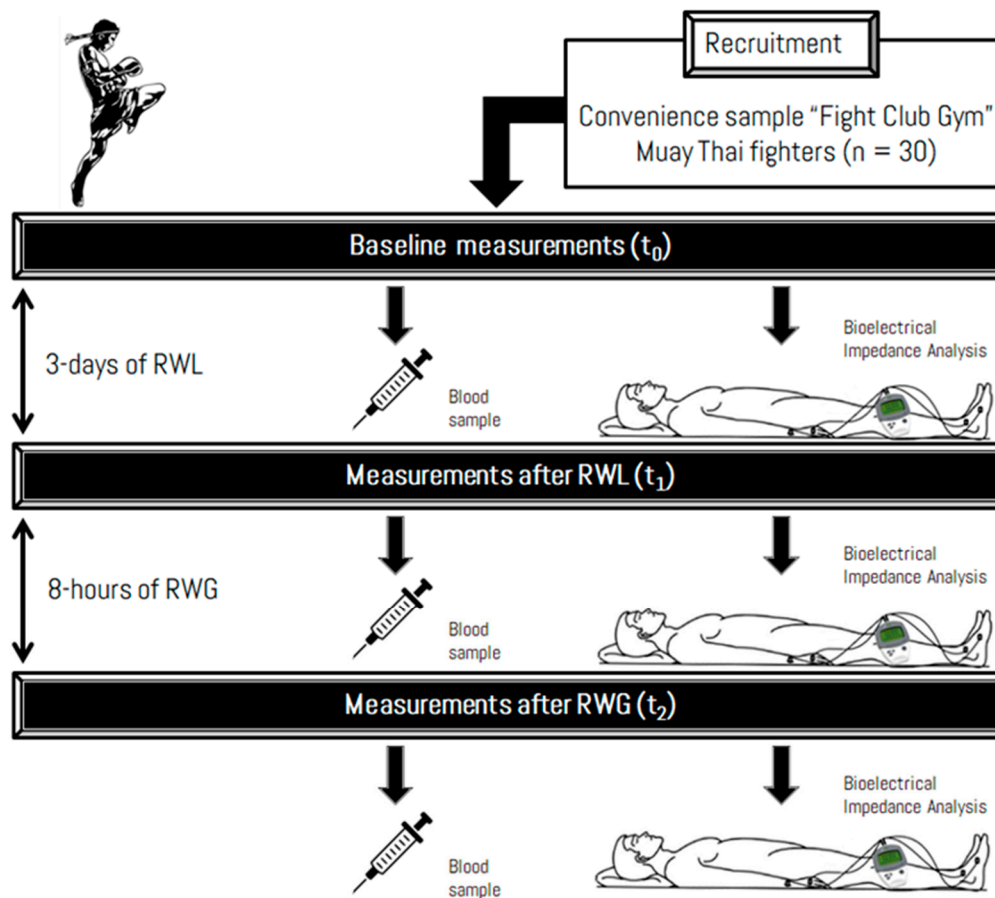 Recruitment
Convenience sample "Fight Club Gym"
Muay Thai fighters (n = 30)
Baseline measurements (t₀)
3-days of RWL
Blood
sample
Bioelectrical
Impedance Analysis
Measurements after RWL (t₁)
8-hours of RWG
Blood
sample
Bioelectrical
Impedance Analysis
Measurements after RWG (t₂)
Blood
sample
Bioelectrical
Impedance Analysis